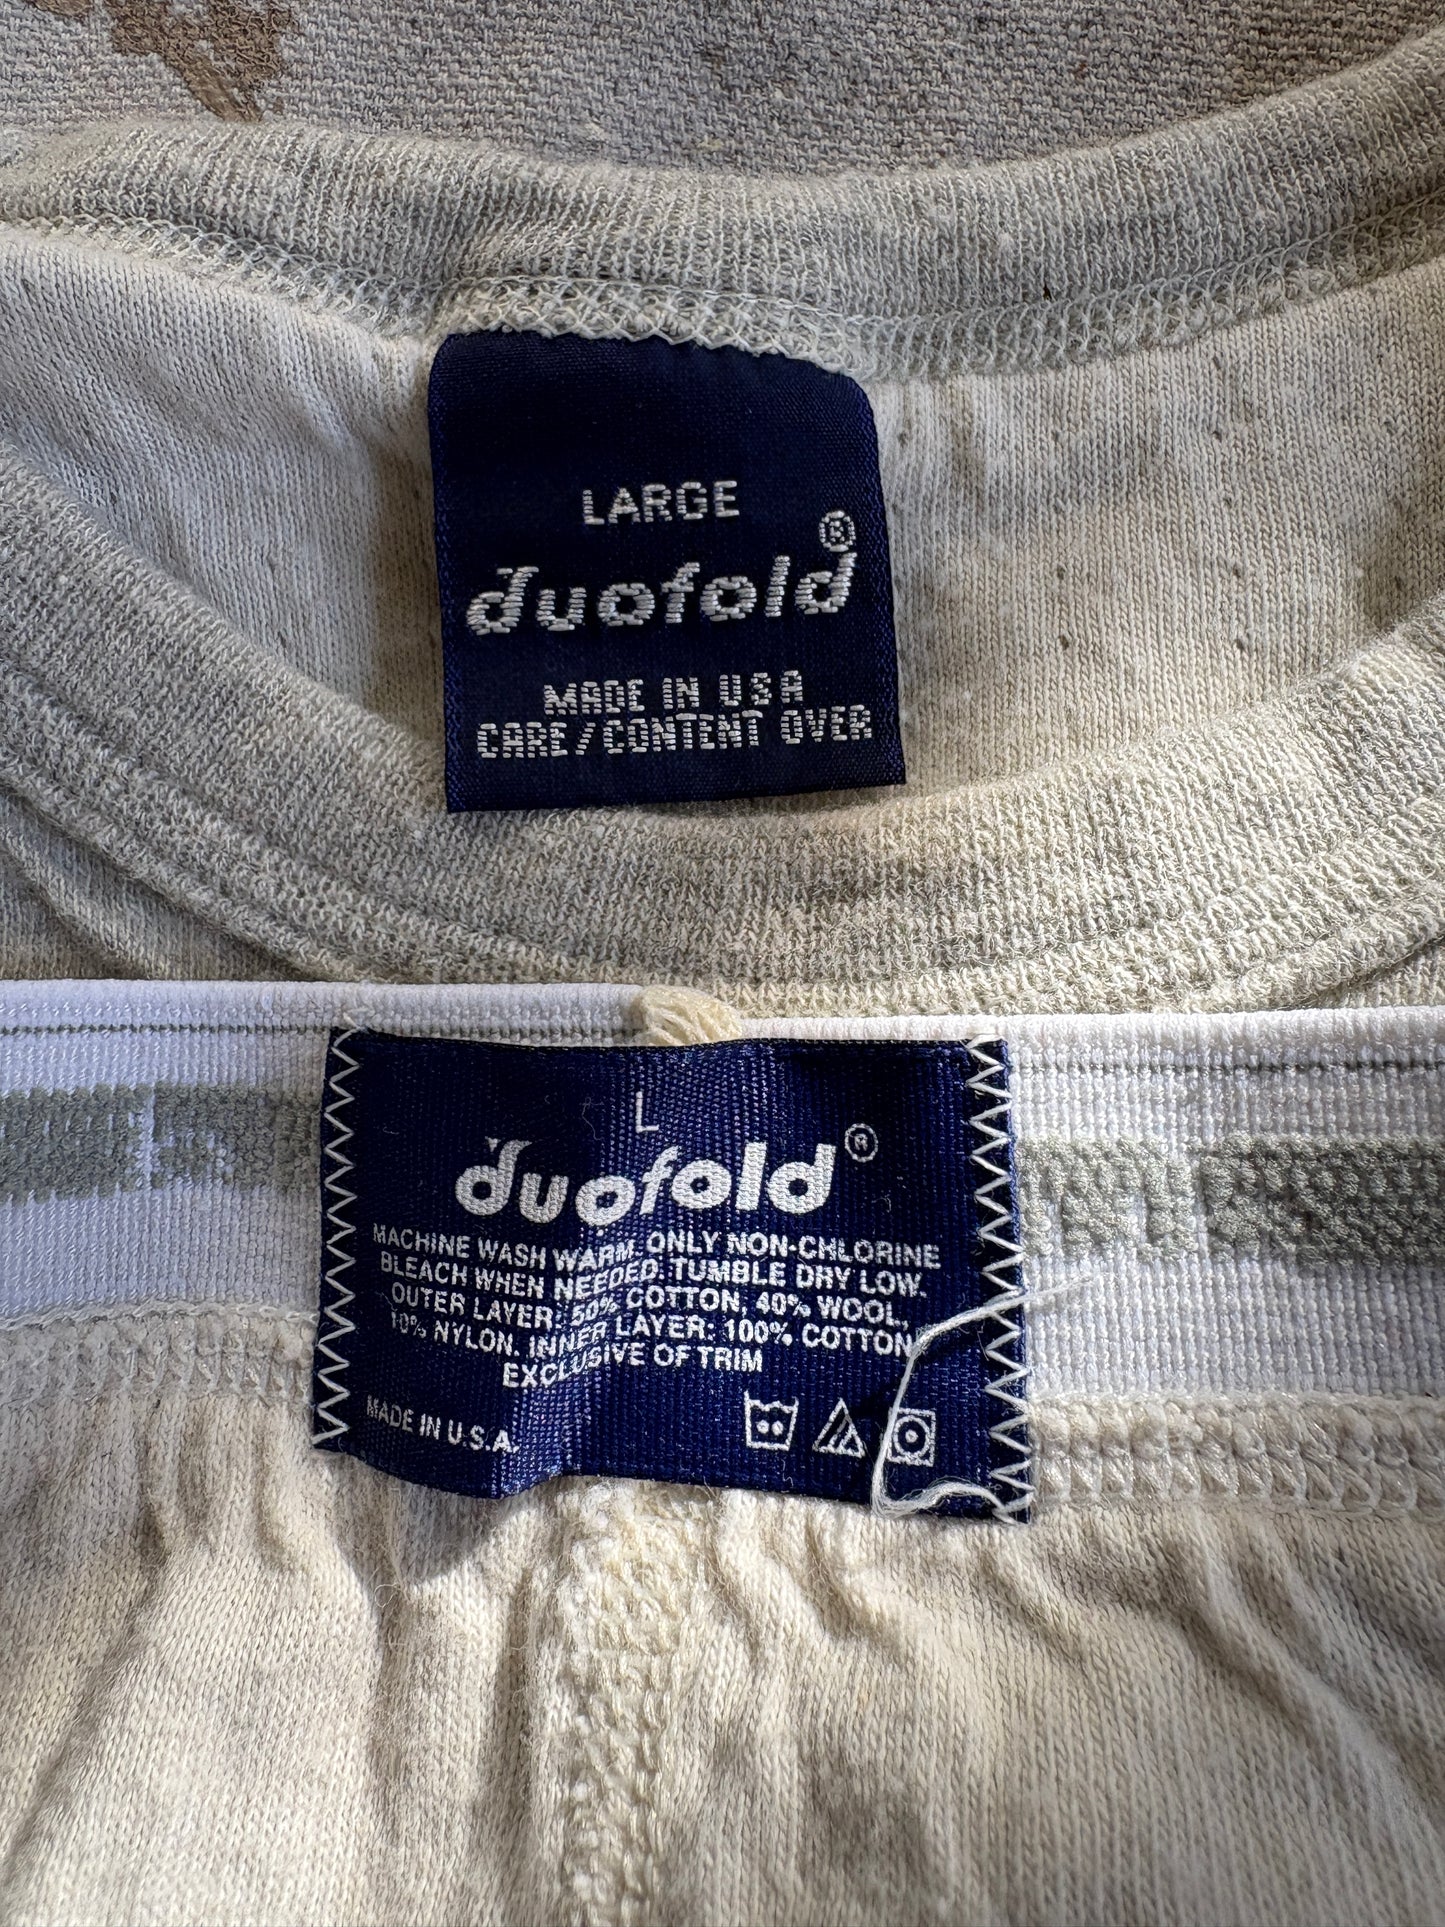 LARGE
duofold®
MADE IN USA
CARE/CONTENT OVER
L
duofold®
MACHINE WASH WARM. ONLY NON-CHLORINE
BLEACH WHEN NEEDED. TUMBLE DRY LOW.
OUTER LAYER: 50% COTTON, 40% WOOL,
10% NYLON. INNER LAYER: 100% COTTON
EXCLUSIVE OF TRIM
MADE IN U.S.A.